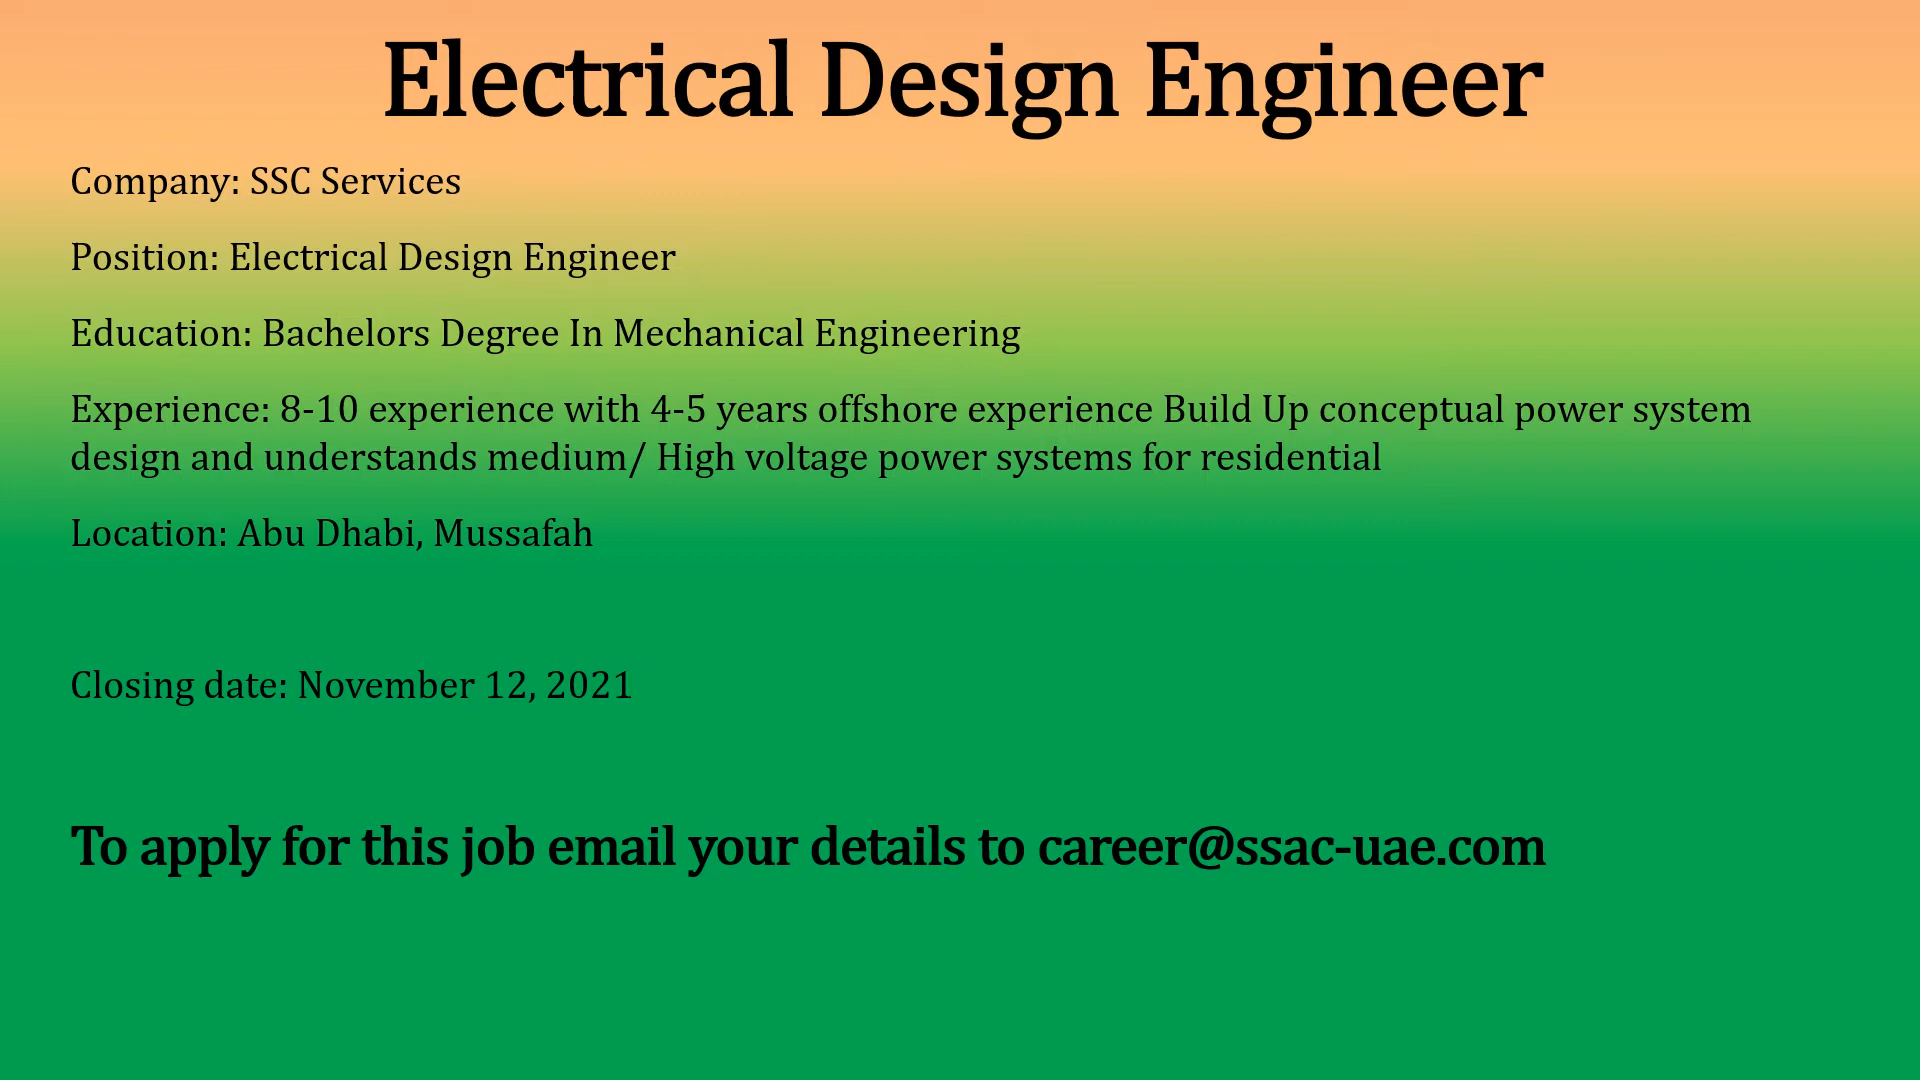 Electrical Design Engineer
Company: SSC Services
Position: Electrical Design Engineer
Education: Bachelors Degree In Mechanical Engineering
Experience: 8-10 experience with 4-5 years offshore experience Build Up conceptual power system
design and understands medium/ High voltage power systems for residential
Location: Abu Dhabi, Mussafah
Closing date: November 12, 2021
To apply for this job email your details to career@ssac-uae.com